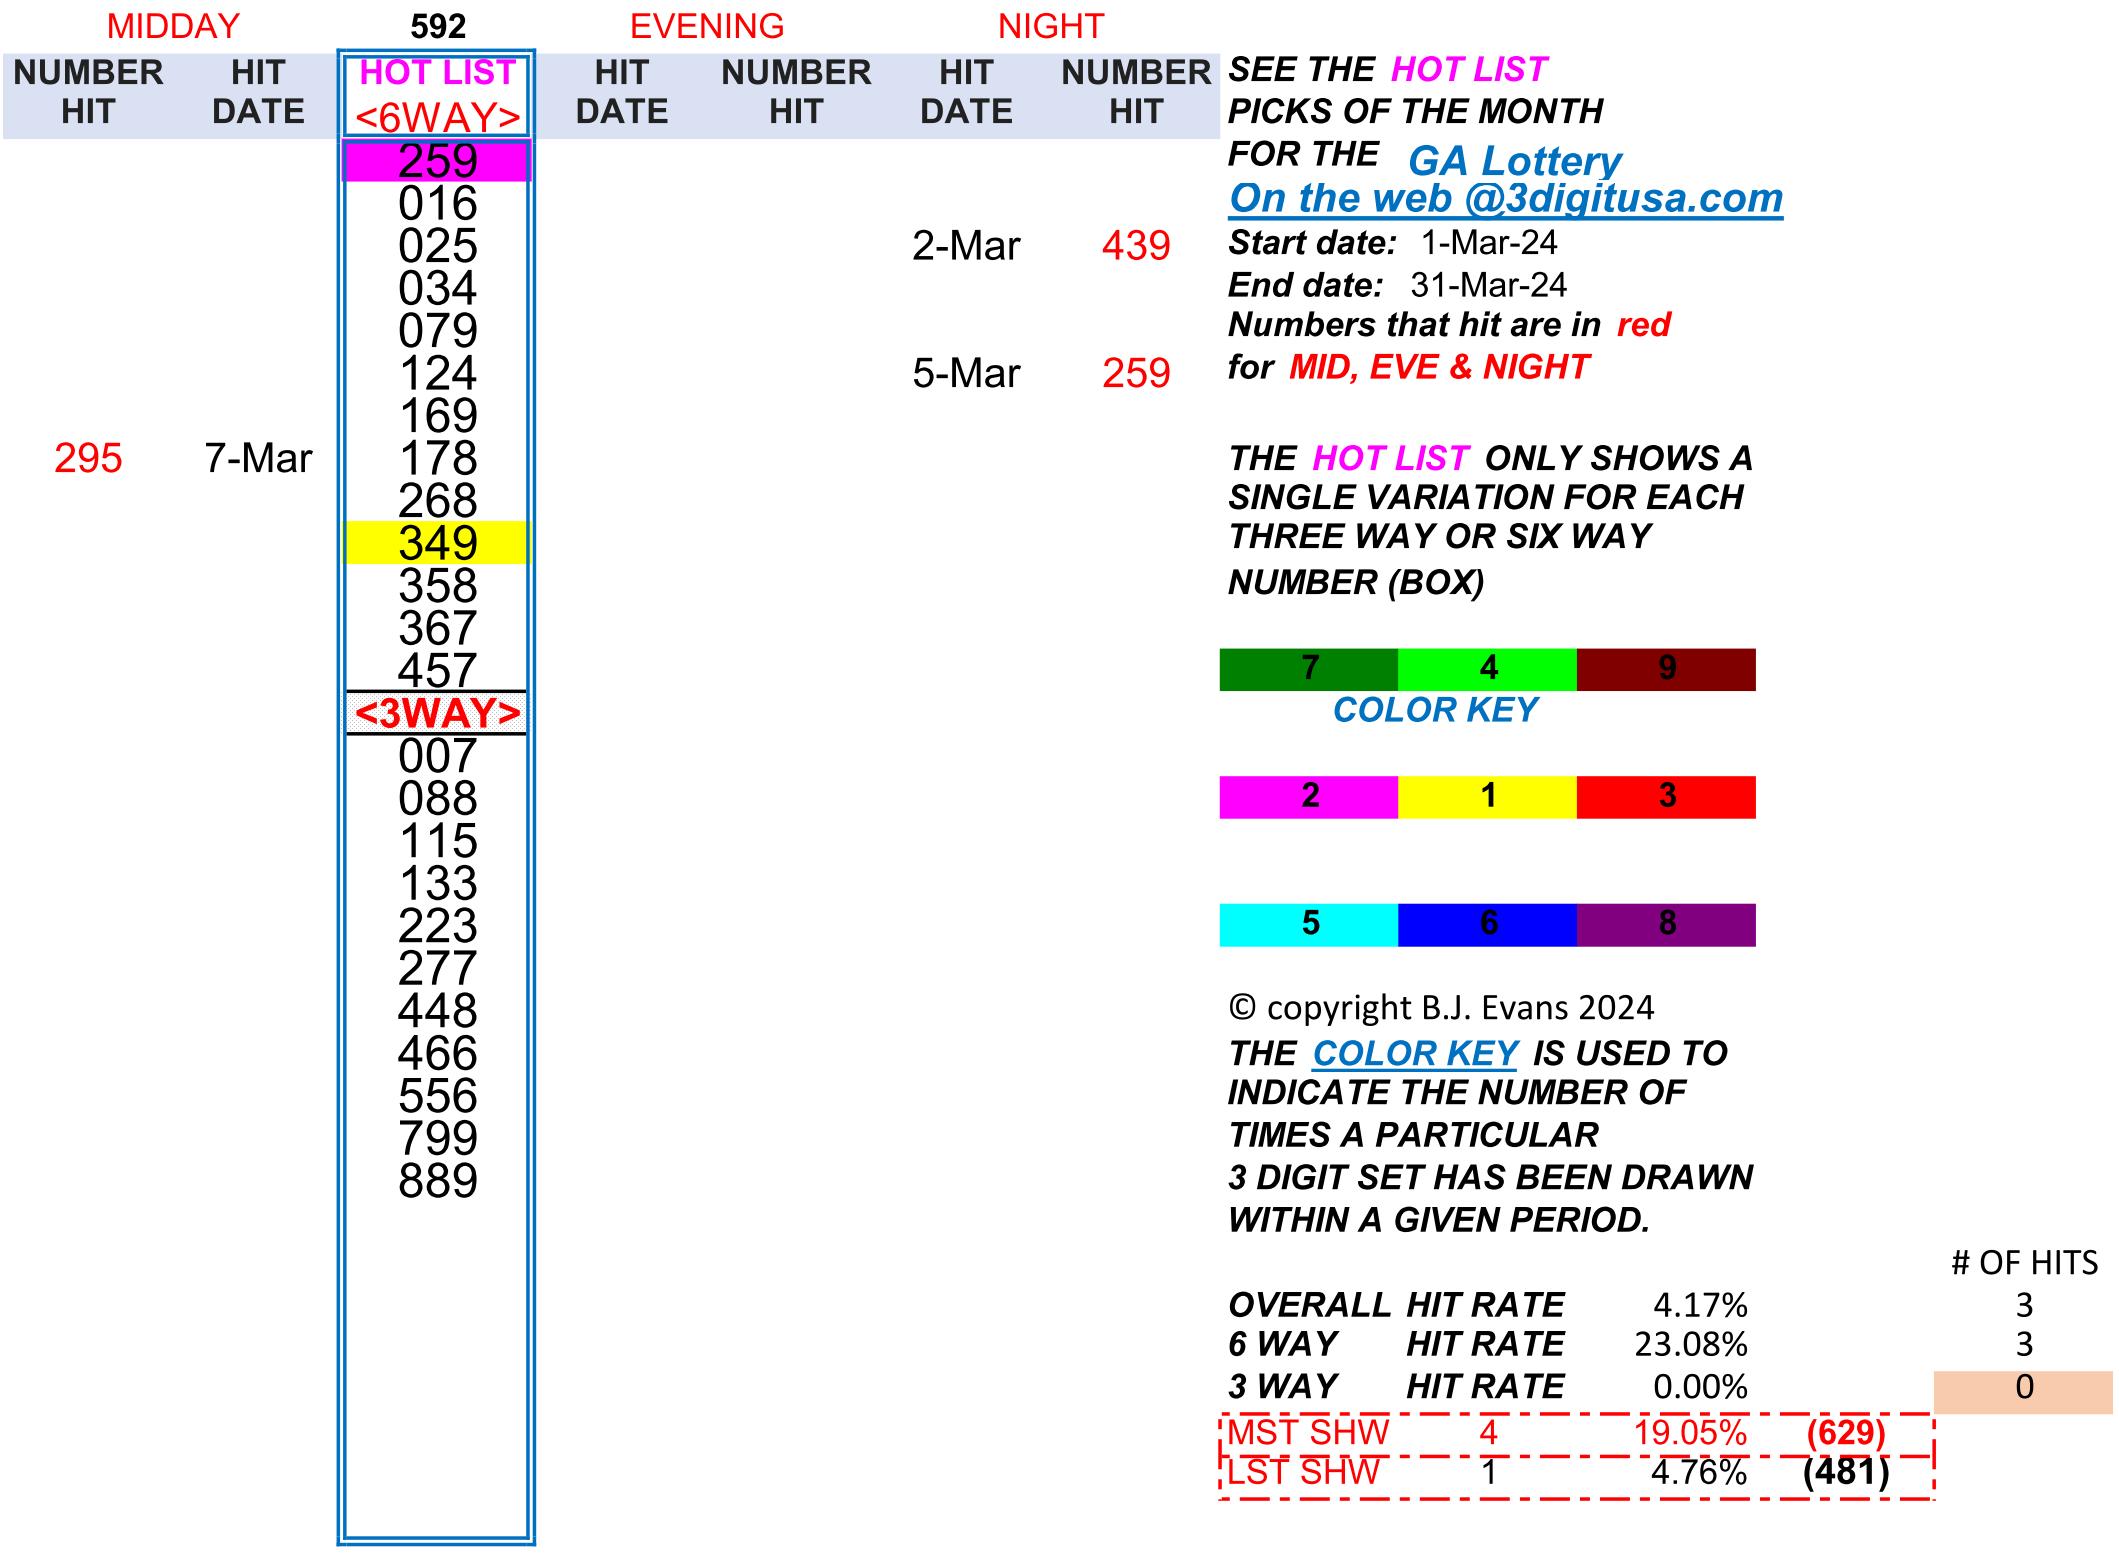 MIDDAY 592 EVENING NIGHT
NUMBER HIT HOT LIST HIT NUMBER HIT NUMBER
HIT DATE <6WAY> DATE HIT DATE HIT
259
016
025 2-Mar 439
034
079
124 5-Mar 259
169
295 7-Mar 178
268
349
358
367
457
<3WAY>
007
088
115
133
223
277
448
466
556
799
889
SEE THE HOT LIST
PICKS OF THE MONTH
FOR THE GA Lottery
On the web @3digitusa.com
Start date: 1-Mar-24
End date: 31-Mar-24
Numbers that hit are in red
for MID, EVE & NIGHT
THE HOT LIST ONLY SHOWS A
SINGLE VARIATION FOR EACH
THREE WAY OR SIX WAY
NUMBER (BOX)
7 4 9
COLOR KEY
2 1 3
5 6 8
© copyright B.J. Evans 2024
THE COLOR KEY IS USED TO
INDICATE THE NUMBER OF
TIMES A PARTICULAR
3 DIGIT SET HAS BEEN DRAWN
WITHIN A GIVEN PERIOD.
# OF HITS
OVERALL HIT RATE 4.17% 3
6 WAY HIT RATE 23.08% 3
3 WAY HIT RATE 0.00% 0
MST SHW 4 19.05% (629)
LST SHW 1 4.76% (481)